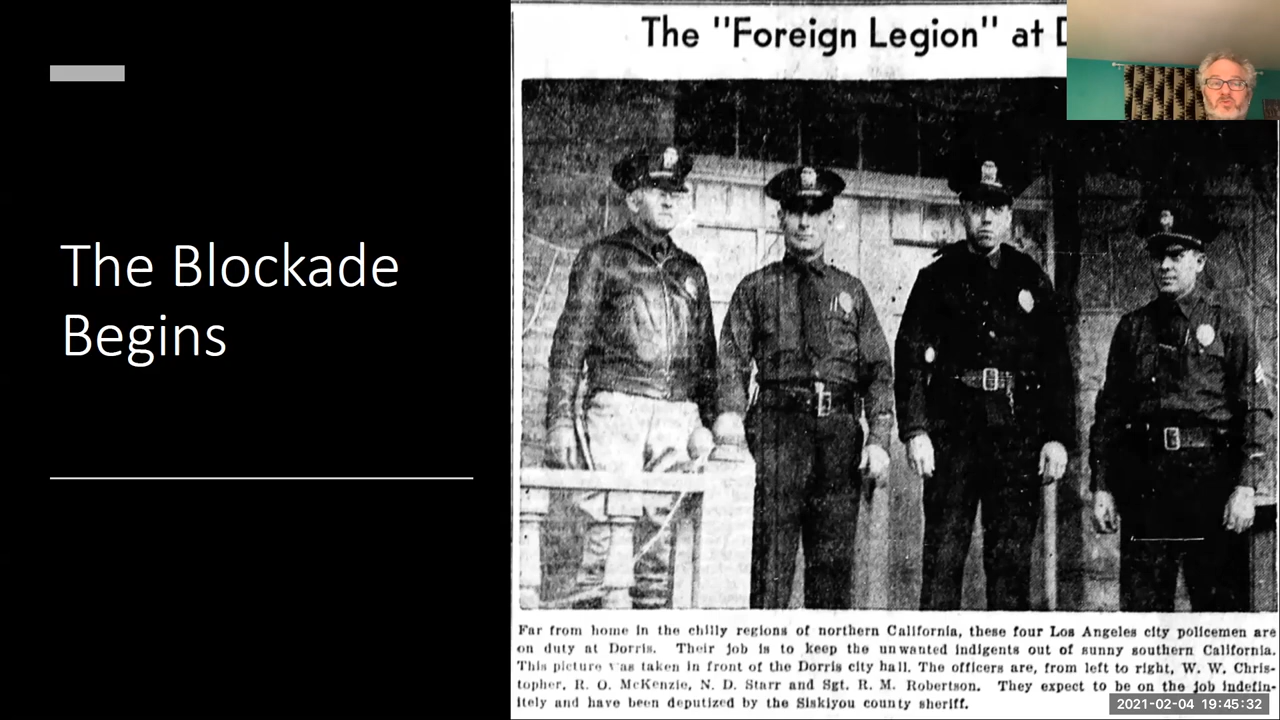 The Blockade
Begins
The "Foreign Legion" at
Far from home in the chilly regions of northern California, these four Los Angeles city policemen are
on duty at Dorris. Their job is to keep the unwanted indigents out of sunny southern California.
This picture was taken in front of the Dorris city hall. The officers are, from left to right, W. W. Chris-
topher, R. O. McKenzie, N. D. Starr and Sgt. R. M. Robertson. They expect to be on the job indefin-
itely and have been deputized by the Siskiyou county sheriff.
2021-02-04 19:45:32